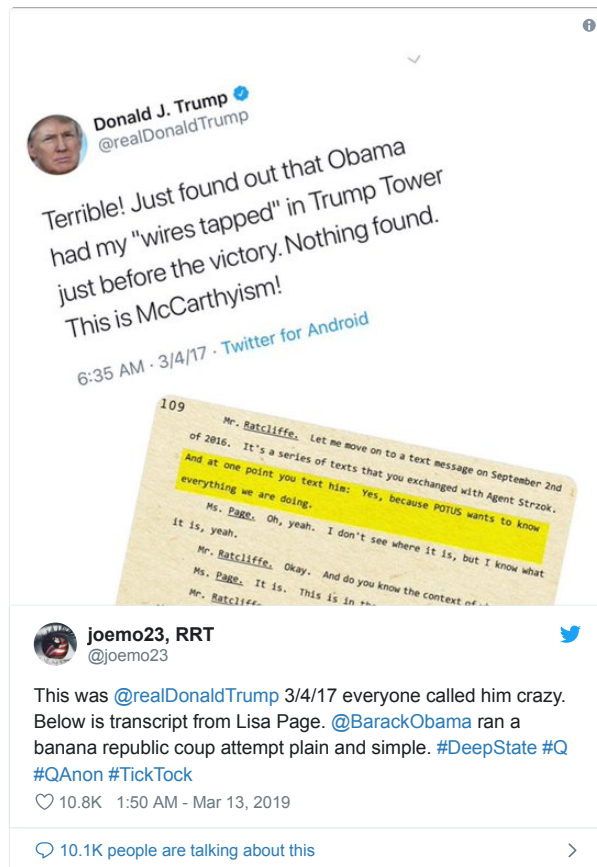 Donald J. Trump
@realDonaldTrump
Terrible! Just found out that Obama
had my "wires tapped" in Trump Tower
just before the victory. Nothing found.
This is McCarthyism!
6:35 AM · 3/4/17 · Twitter for Android
109
Mr. Ratcliffe. Let me move on to a text message on September 2nd
of 2016. It's a series of texts that you exchanged with Agent Strzok.
And at one point you text him: Yes, because POTUS wants to know
everything we are doing.
Ms. Page. Oh, yeah. I don't see where it is, but I know what
it is, yeah.
Mr. Ratcliffe. Okay. And do you know the context of
Ms. Page. It is. This is in
Mr.
joemo23, RRT
@joemo23
This was @realDonaldTrump 3/4/17 everyone called him crazy.
Below is transcript from Lisa Page. @BarackObama ran a
banana republic coup attempt plain and simple. #DeepState #Q
#QAnon #TickTock
10.8K 1:50 AM - Mar 13, 2019
10.1K people are talking about this